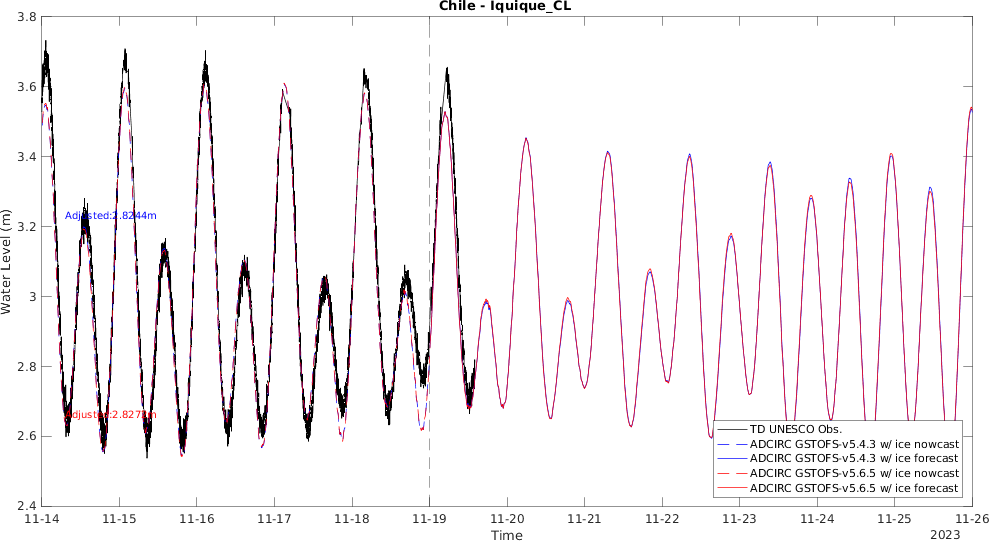 Chile - Iquique_CL
3.8
3.6
3.4
3.2
3
2.8
2.6
2.4
Water Level (m)
Adjusted:2.8244m
TD UNESCO Obs.
ADCIRC GSTOFS-v5.4.3 w/ ice nowcast
ADCIRC GSTOFS-v5.4.3 w/ ice forecast
ADCIRC GSTOFS-v5.6.5 w/ ice nowcast
ADCIRC GSTOFS-v5.6.5 w/ ice forecast
11-14 11-15 11-16 11-17 11-18 11-19 11-20 11-21 11-22 11-23 11-24 11-25 11-26
Time
2023